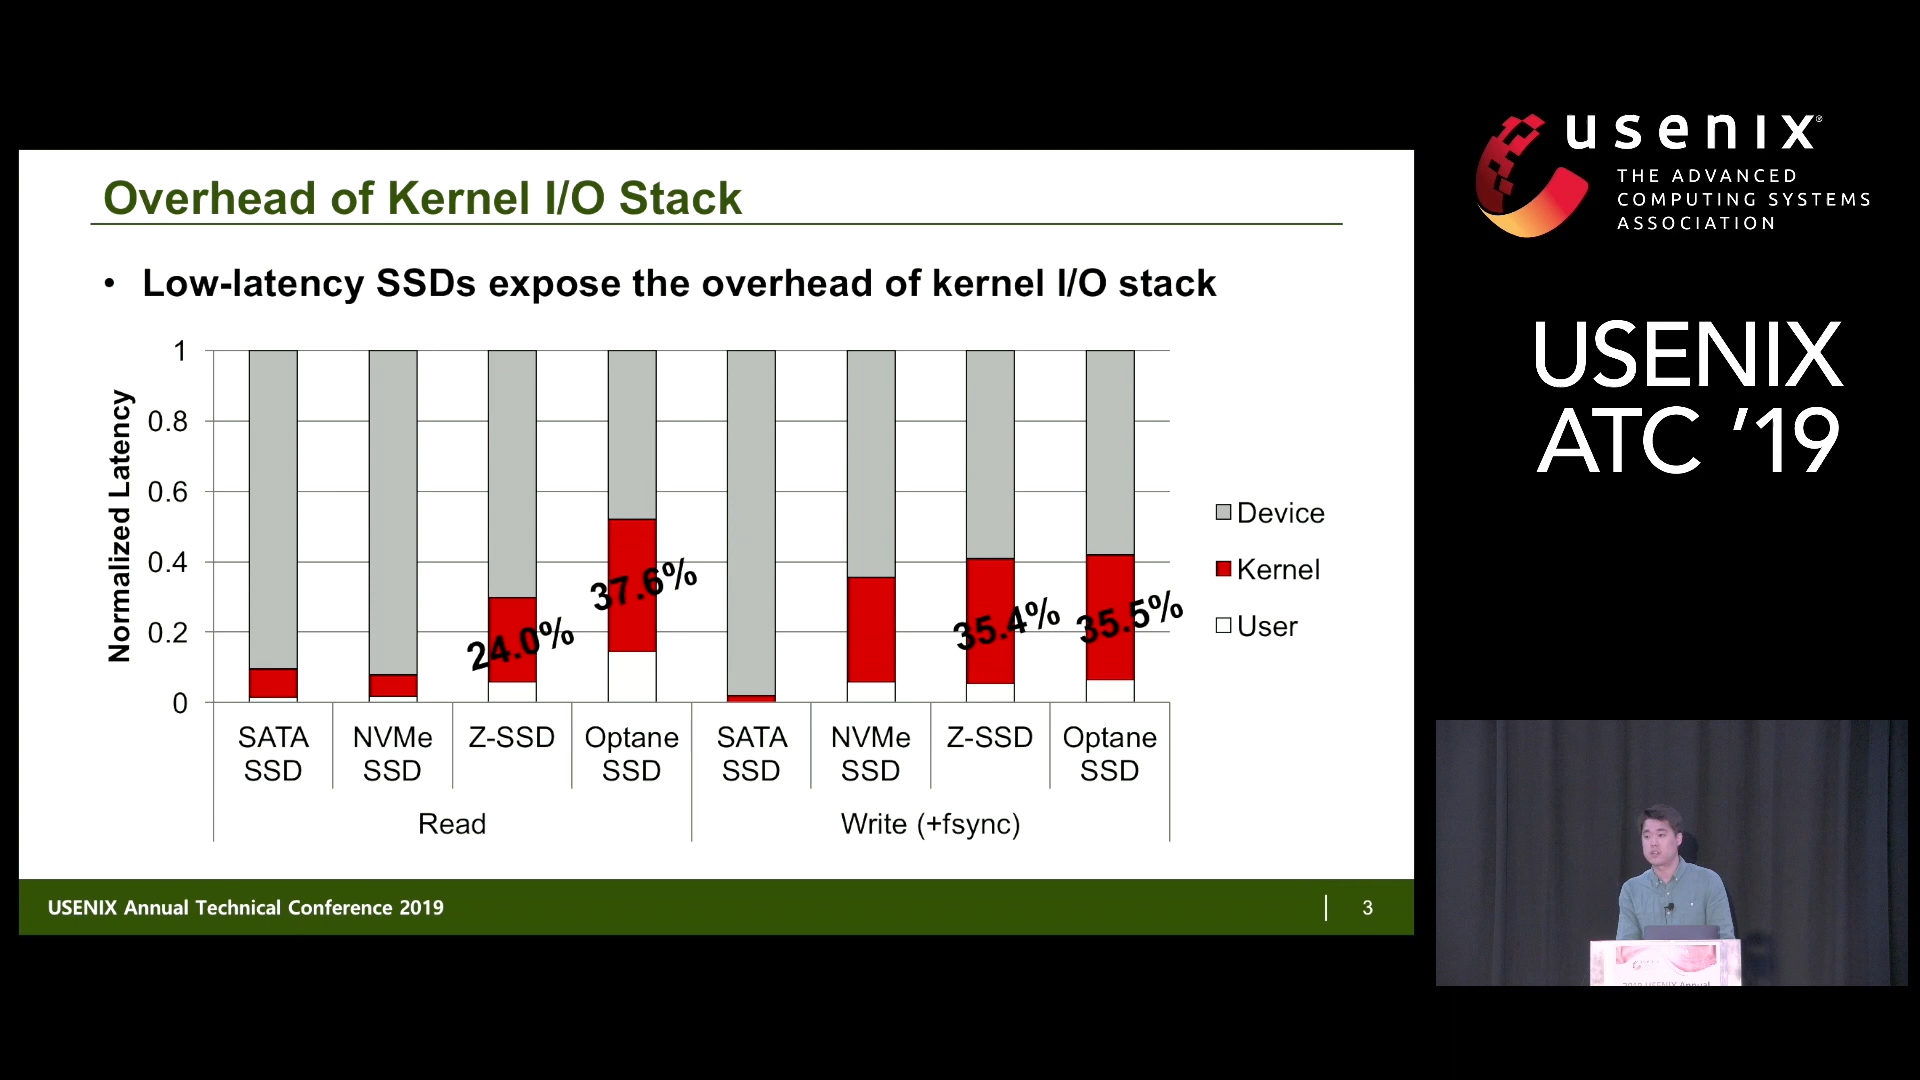 Overhead of Kernel I/O Stack
• Low-latency SSDs expose the overhead of kernel I/O stack
Normalized Latency
1
0.8
0.6
0.4
0.2
0
24.0%
37.6%
35.4%
35.5%
Device
Kernel
User
SATA SSD
NVMe SSD
Z-SSD
Optane SSD
SATA SSD
NVMe SSD
Z-SSD
Optane SSD
Read
Write (+fsync)
USENIX Annual Technical Conference 2019
3
usenix®
THE ADVANCED
COMPUTING SYSTEMS
ASSOCIATION
USENIX
ATC ’19
2019 USENIX Annual